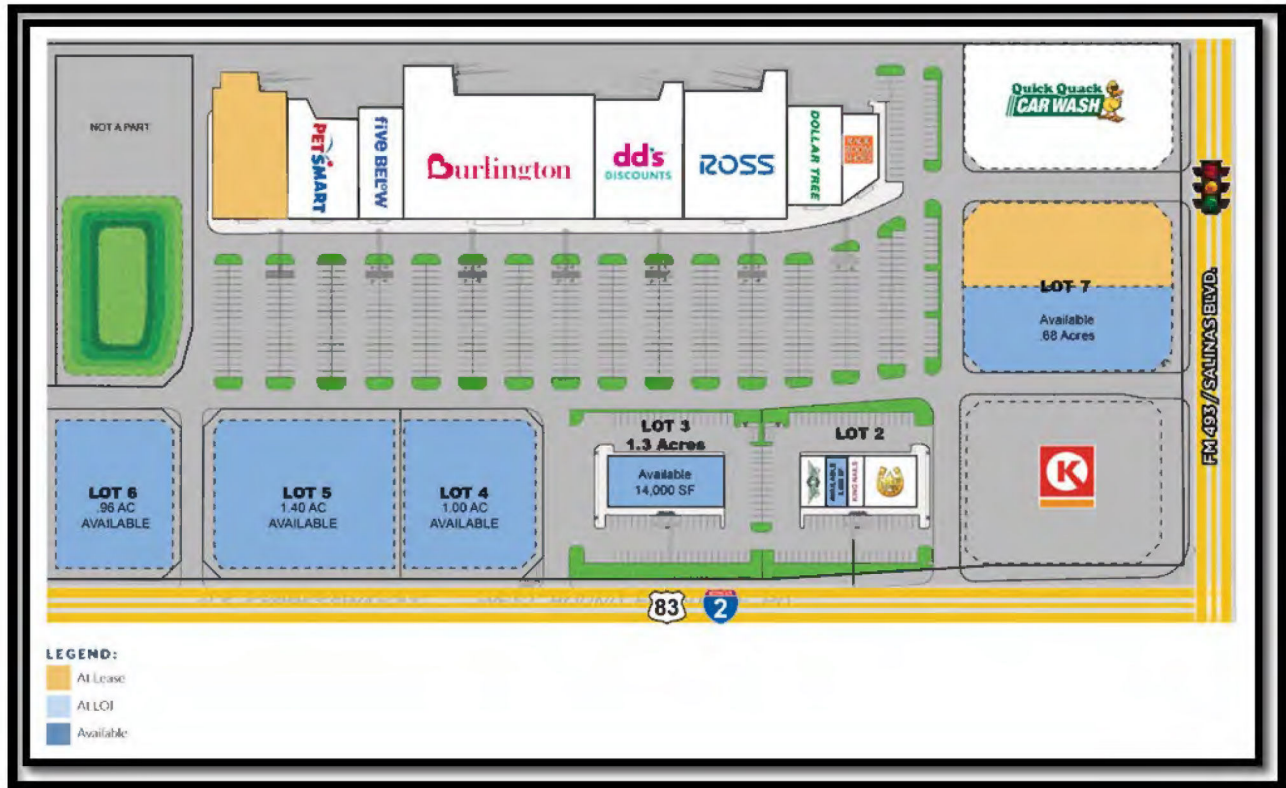 NOT A PART
PETSMART
five BELOW
Burlington
dd's
DISCOUNTS
ROSS
DOLLAR TREE
Quick Quack
CAR WASH
LOT 7
Available
.68 Acres
FM 493 / SALINAS BLVD.
LOT 6
.96 AC
AVAILABLE
LOT 5
1.40 AC
AVAILABLE
LOT 4
1.00 AC
AVAILABLE
LOT 3
1.3 Acres
Available
14,000 SF
LOT 2
AVAILABLE
KING NAILS
K
83
2
LEGEND:
At Lease
At LOI
Available